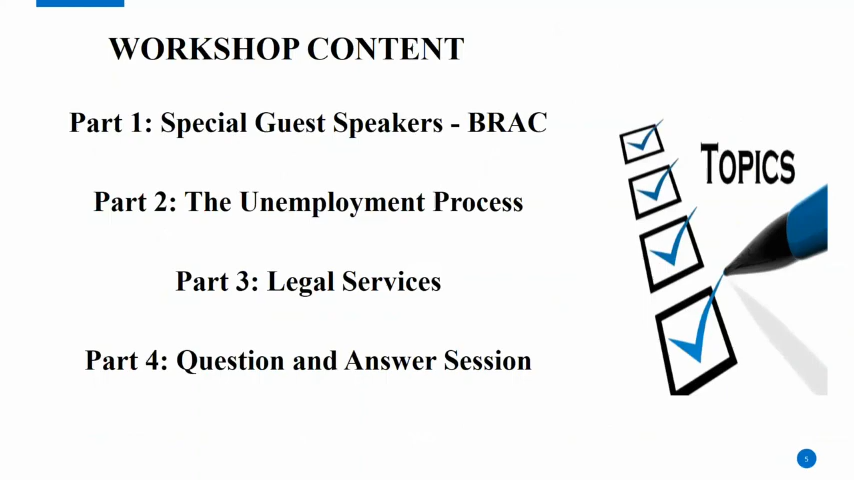 WORKSHOP CONTENT
Part 1: Special Guest Speakers - BRAC
Part 2: The Unemployment Process
Part 3: Legal Services
Part 4: Question and Answer Session
TOPICS
5